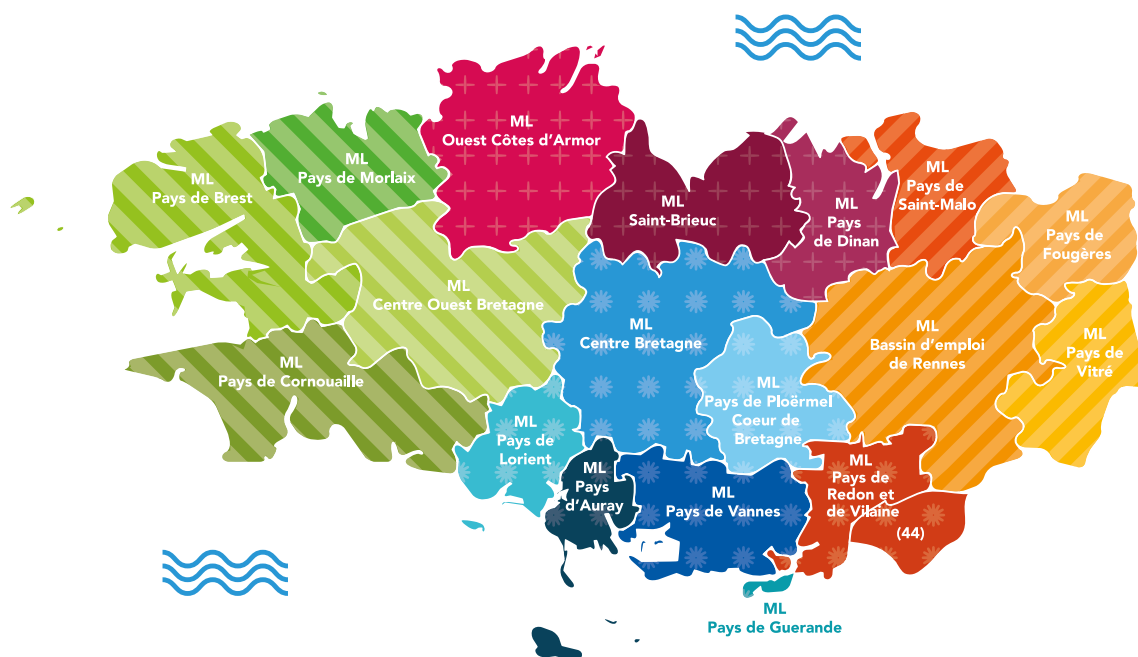 ML
Ouest Côtes d'Armor
ML
Pays de Morlaix
ML
Pays de Brest
ML
Saint-Brieuc
ML
Pays
de Dinan
ML
Pays de
Saint-Malo
ML
Pays de
Fougères
ML
Centre Ouest Bretagne
ML
Centre Bretagne
ML
Bassin d'emploi
de Rennes
ML
Pays de
Vitré
ML
Pays de Cornouaille
ML
Pays de Ploërmel
Coeur de
Bretagne
ML
Pays de
Lorient
ML
Pays
d'Auray
ML
Pays de Vannes
ML
Pays de
Redon et
de Vilaine
(44)
ML
Pays de Guerande